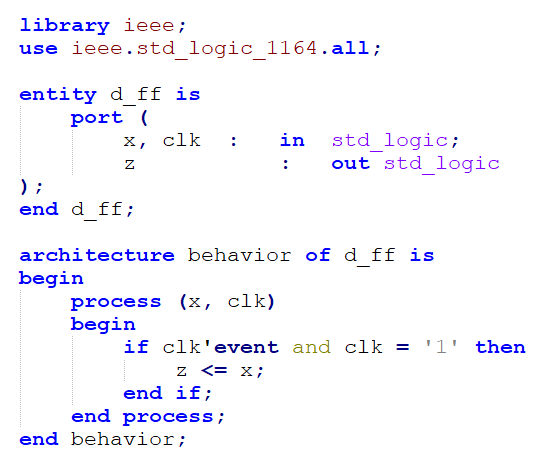 library ieee;
use ieee.std_logic_1164.all;

entity d_ff is
    port (
        x, clk  :   in  std_logic;
        z           :   out std_logic
);
end d_ff;

architecture behavior of d_ff is
begin
    process (x, clk)
    begin
        if clk'event and clk = '1' then
            z <= x;
        end if;
    end process;
end behavior;